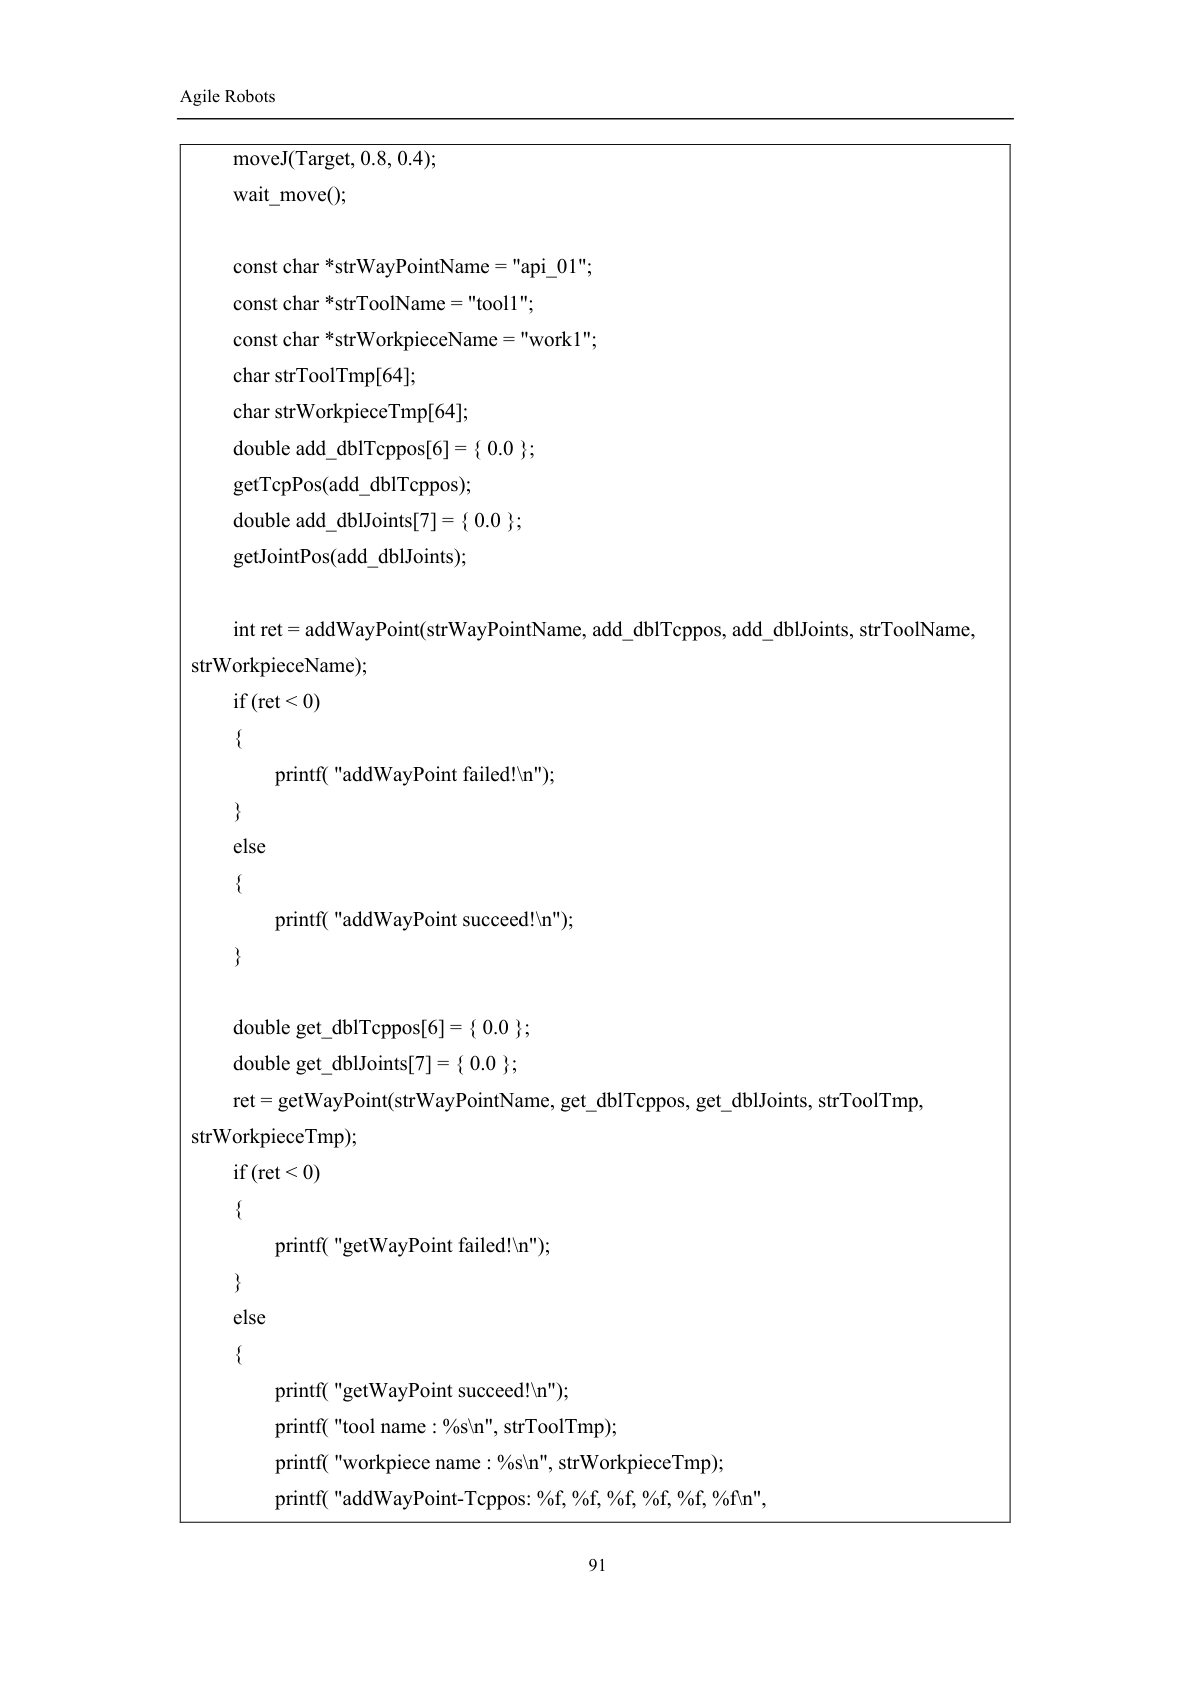 Agile Robots
moveJ(Target, 0.8, 0.4);
wait_move();
const char *strWayPointName = "api_01";
const char *strToolName = "tool1";
const char *strWorkpieceName = "work1";
char strToolTmp[64];
char strWorkpieceTmp[64];
double add_dblTcppos[6] = { 0.0 };
getTcpPos(add_dblTcppos);
double add_dblJoints[7] = { 0.0 };
getJointPos(add_dblJoints);
int ret = addWayPoint(strWayPointName, add_dblTcppos, add_dblJoints, strToolName,
strWorkpieceName);
if (ret < 0)
{
printf( "addWayPoint failed!\n");
}
else
{
printf( "addWayPoint succeed!\n");
}
double get_dblTcppos[6] = { 0.0 };
double get_dblJoints[7] = { 0.0 };
ret = getWayPoint(strWayPointName, get_dblTcppos, get_dblJoints, strToolTmp,
strWorkpieceTmp);
if (ret < 0)
{
printf( "getWayPoint failed!\n");
}
else
{
printf( "getWayPoint succeed!\n");
printf( "tool name : %s\n", strToolTmp);
printf( "workpiece name : %s\n", strWorkpieceTmp);
printf( "addWayPoint-Tcppos: %f, %f, %f, %f, %f, %f\n",
91